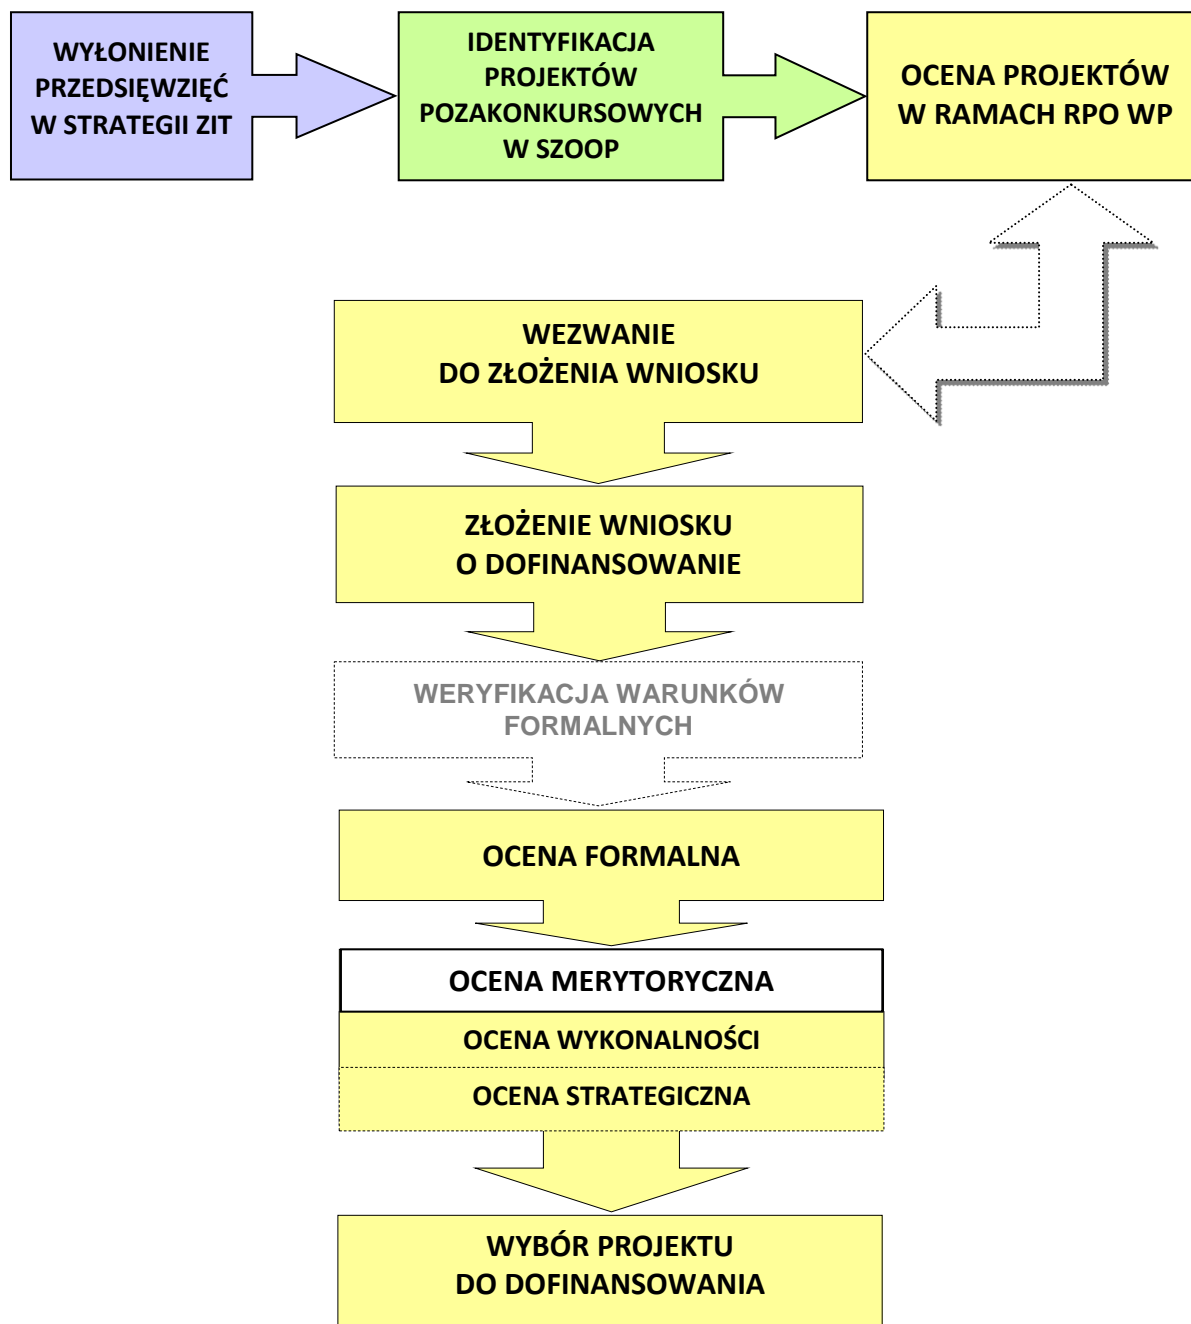 WYŁONIENIE
PRZEDSIĘWZIĘĆ
W STRATEGII ZIT
IDENTYFIKACJA
PROJEKTÓW
POZAKONKURSOWYCH
W SZOOP
OCENA PROJEKTÓW
W RAMACH RPO WP
WEZWANIE
DO ZŁOŻENIA WNIOSKU
ZŁOŻENIE WNIOSKU
O DOFINANSOWANIE
WERYFIKACJA WARUNKÓW
FORMALNYCH
OCENA FORMALNA
OCENA MERYTORYCZNA
OCENA WYKONALNOŚCI
OCENA STRATEGICZNA
WYBÓR PROJEKTU
DO DOFINANSOWANIA